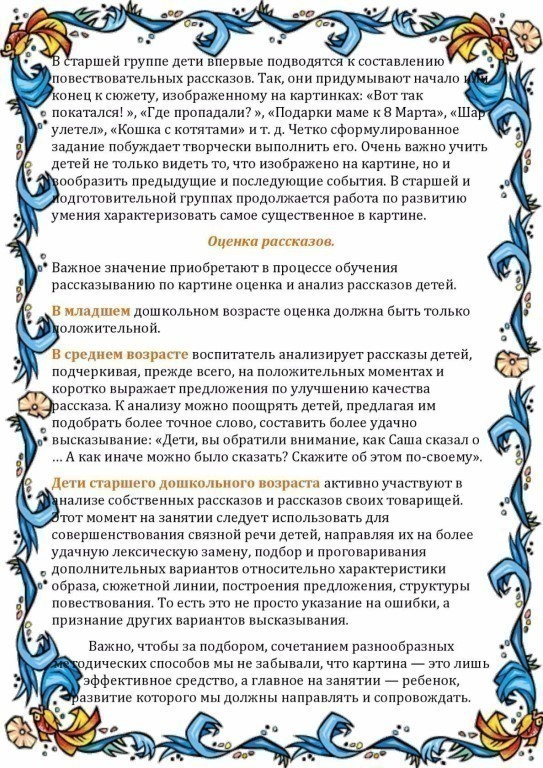 В старшей группе дети впервые подводятся к составлению
повествовательных рассказов. Так, они придумывают начало или
конец к сюжету, изображенному на картинках: «Вот так
покатался! », «Где пропадали? », «Подарки маме к 8 Марта», «Шар
улетел», «Кошка с котятами» и т. д. Четко сформулированное
задание побуждает творчески выполнить его. Очень важно учить
детей не только видеть то, что изображено на картине, но и
вообразить предыдущие и последующие события. В старшей и
подготовительной группах продолжается работа по развитию
умения характеризовать самое существенное в картине.
Оценка рассказов.
Важное значение приобретают в процессе обучения
рассказыванию по картине оценка и анализ рассказов детей.
В младшем дошкольном возрасте оценка должна быть только
положительной.
В среднем возрасте воспитатель анализирует рассказы детей,
подчеркивая, прежде всего, на положительных моментах и
коротко выражает предложения по улучшению качества
рассказа. К анализу можно поощрять детей, предлагая им
подобрать более точное слово, составить более удачно
высказывание: «Дети, вы обратили внимание, как Саша сказал о
... А как иначе можно было сказать? Скажите об этом по-своему».
Дети старшего дошкольного возраста активно участвуют в
анализе собственных рассказов и рассказов своих товарищей.
Этот момент на занятии следует использовать для
совершенствования связной речи детей, направляя их на более
удачную лексическую замену, подбор и проговаривания
дополнительных вариантов относительно характеристики
образа, сюжетной линии, построения предложения, структуры
повествования. То есть это не просто указание на ошибки, а
признание других вариантов высказывания.
Важно, чтобы за подбором, сочетанием разнообразных
методических способов мы не забывали, что картина — это лишь
эффективное средство, а главное на занятии — ребенок,
развитие которого мы должны направлять и сопровождать.